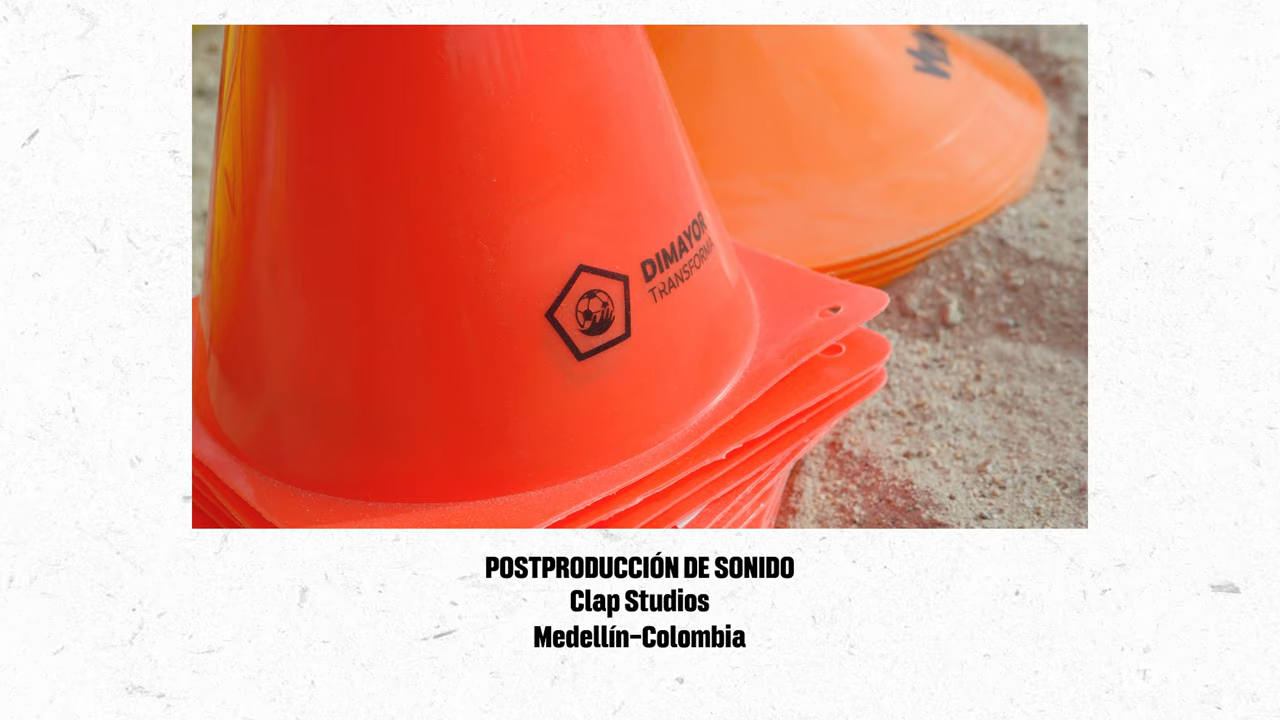 DIMAYOR
TRANSFORMA
POSTPRODUCCIÓN DE SONIDO
Clap Studios
Medellín-Colombia